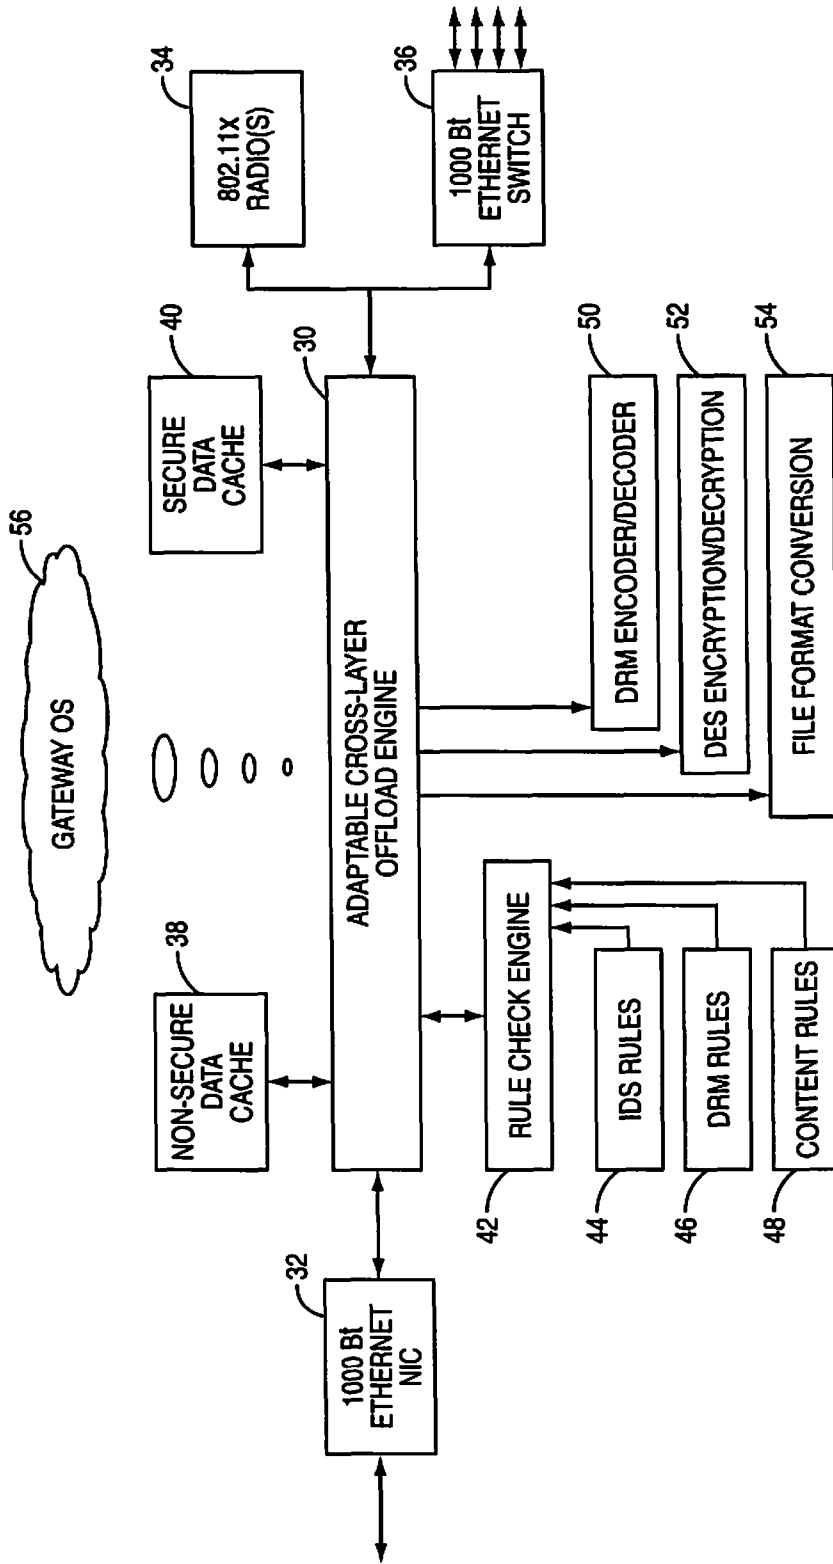 56
GATEWAY OS
38
NON-SECURE
DATA
CACHE
40
SECURE
DATA
CACHE
34
802.11X
RADIO(S)
32
1000 Bt
ETHERNET
NIC
30
ADAPTABLE CROSS-LAYER
OFFLOAD ENGINE
36
1000 Bt
ETHERNET
SWITCH
42
RULE CHECK ENGINE
44
IDS RULES
46
DRM RULES
48
CONTENT RULES
50
DRM ENCODER/DECODER
52
DES ENCRYPTION/DECRYPTION
54
FILE FORMAT CONVERSION